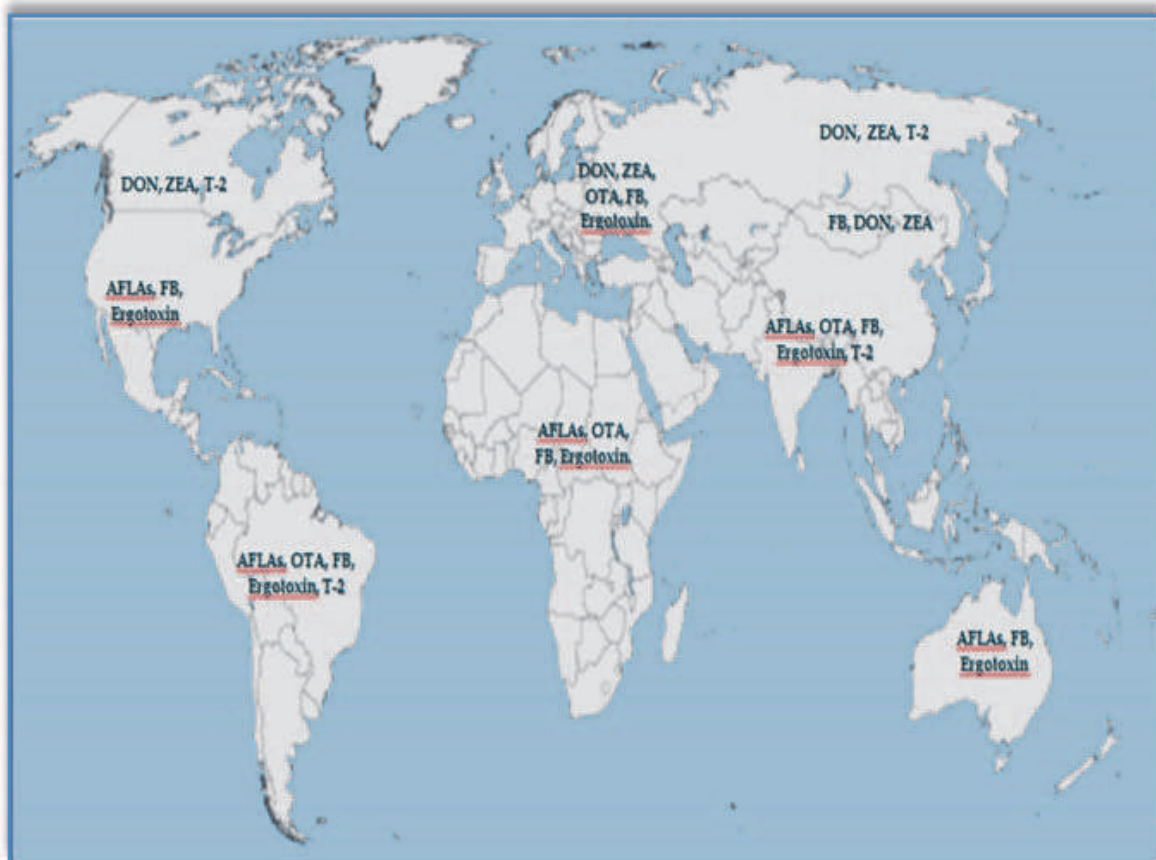 DON, ZEA, T-2
DON, ZEA, T-2
DON, ZEA,
OTA, FB,
Ergotoxin.
FB, DON, ZEA
AFLAs, FB,
Ergotoxin
AFLAs, OTA, FB,
Ergotoxin, T-2
AFLAs, OTA,
FB, Ergotoxin.
AFLAs, OTA, FB,
Ergotoxin, T-2
AFLAs, FB,
Ergotoxin